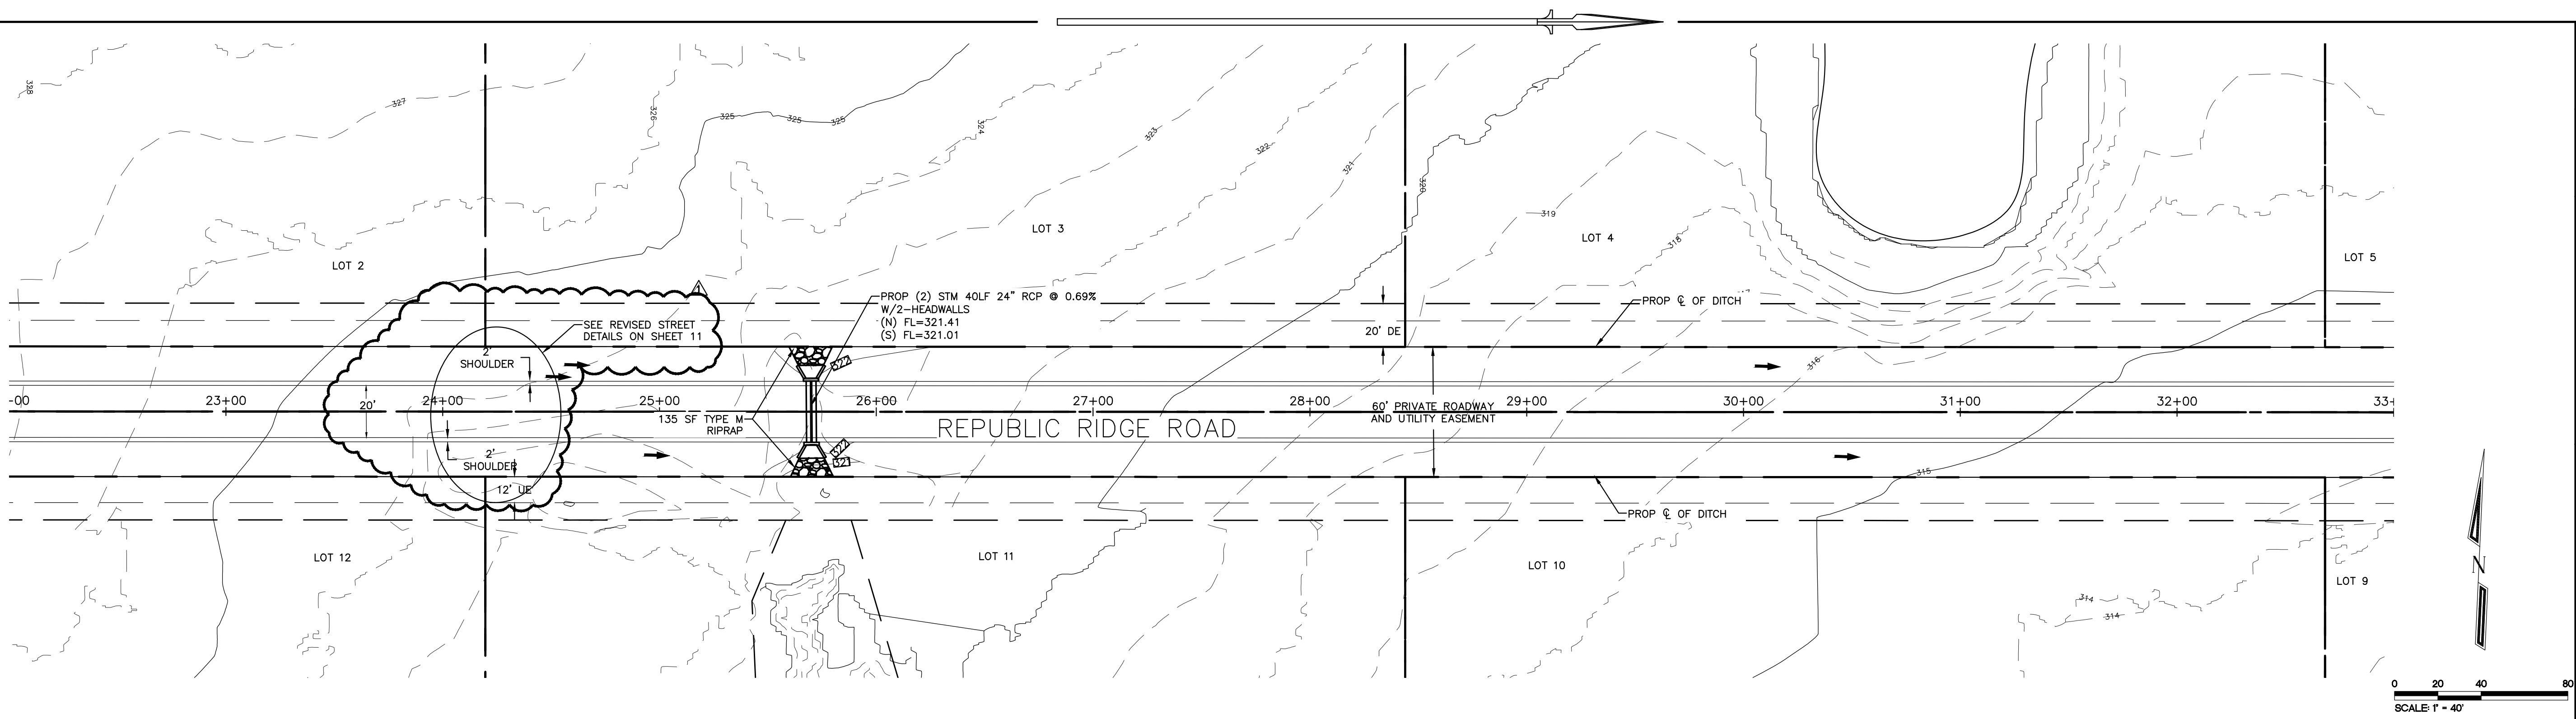 328
327
326
325
325
325
324
323
322
321
320
319
318
316
315
314
314
LOT 2
LOT 3
LOT 4
LOT 5
1
SEE REVISED STREET
DETAILS ON SHEET 11
PROP (2) STM 40LF 24" RCP @ 0.69%
W/2-HEADWALLS
(N) FL=321.41
(S) FL=321.01
20' DE
PROP ℄ OF DITCH
2'
SHOULDER
322
-00
23+00
24+00
25+00
26+00
27+00
28+00
29+00
30+00
31+00
32+00
33+
20'
135 SF TYPE M
RIPRAP
REPUBLIC RIDGE ROAD
60' PRIVATE ROADWAY
AND UTILITY EASEMENT
2'
SHOULDER
322
321
12' UE
PROP ℄ OF DITCH
LOT 12
LOT 11
LOT 10
LOT 9
N
0 20 40 80
SCALE: 1" = 40'